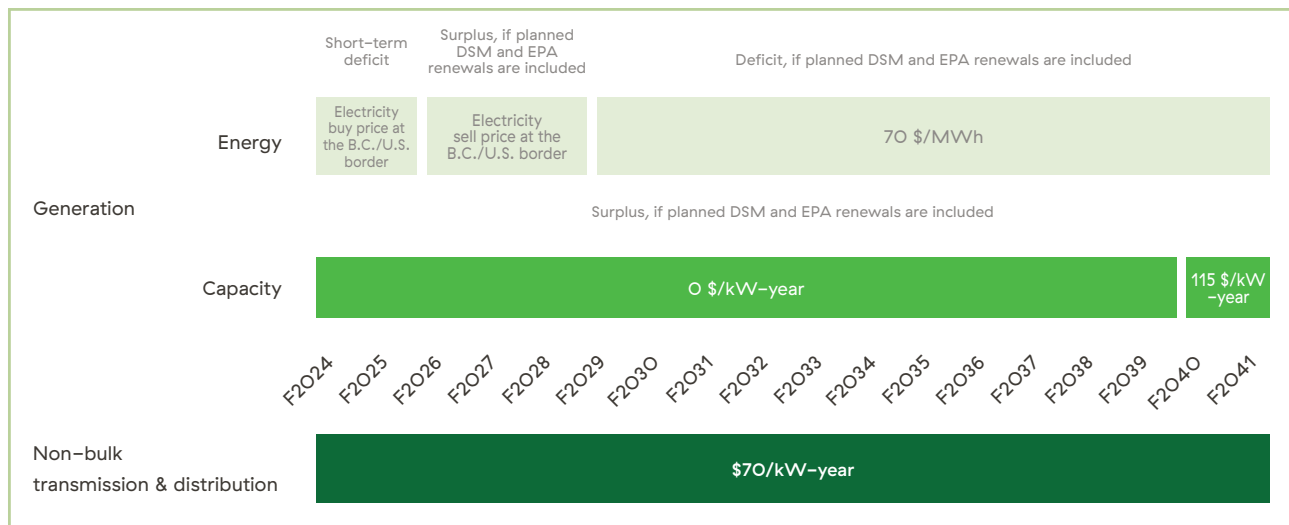 Short-term
deficit
Surplus, if planned
DSM and EPA
renewals are included
Deficit, if planned DSM and EPA renewals are included
Energy
Electricity
buy price at
the B.C./U.S.
border
Electricity
sell price at the
B.C./U.S. border
70 $/MWh
Generation
Surplus, if planned DSM and EPA renewals are included
Capacity
0 $/kW-year
115 $/kW
-year
F2024
F2025
F2026
F2027
F2028
F2029
F2030
F2031
F2032
F2033
F2034
F2035
F2036
F2037
F2038
F2039
F2040
F2041
Non-bulk
transmission & distribution
$70/kW-year